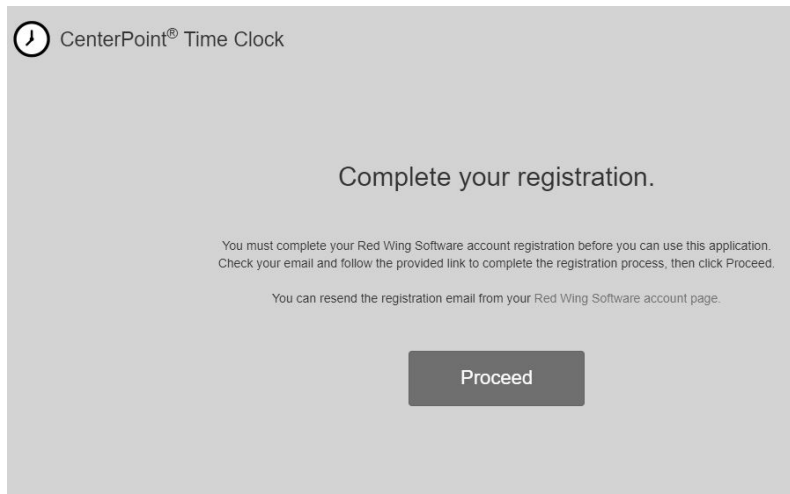 CenterPoint® Time Clock
Complete your registration.
You must complete your Red Wing Software account registration before you can use this application.
Check your email and follow the provided link to complete the registration process, then click Proceed.
You can resend the registration email from your Red Wing Software account page.
Proceed